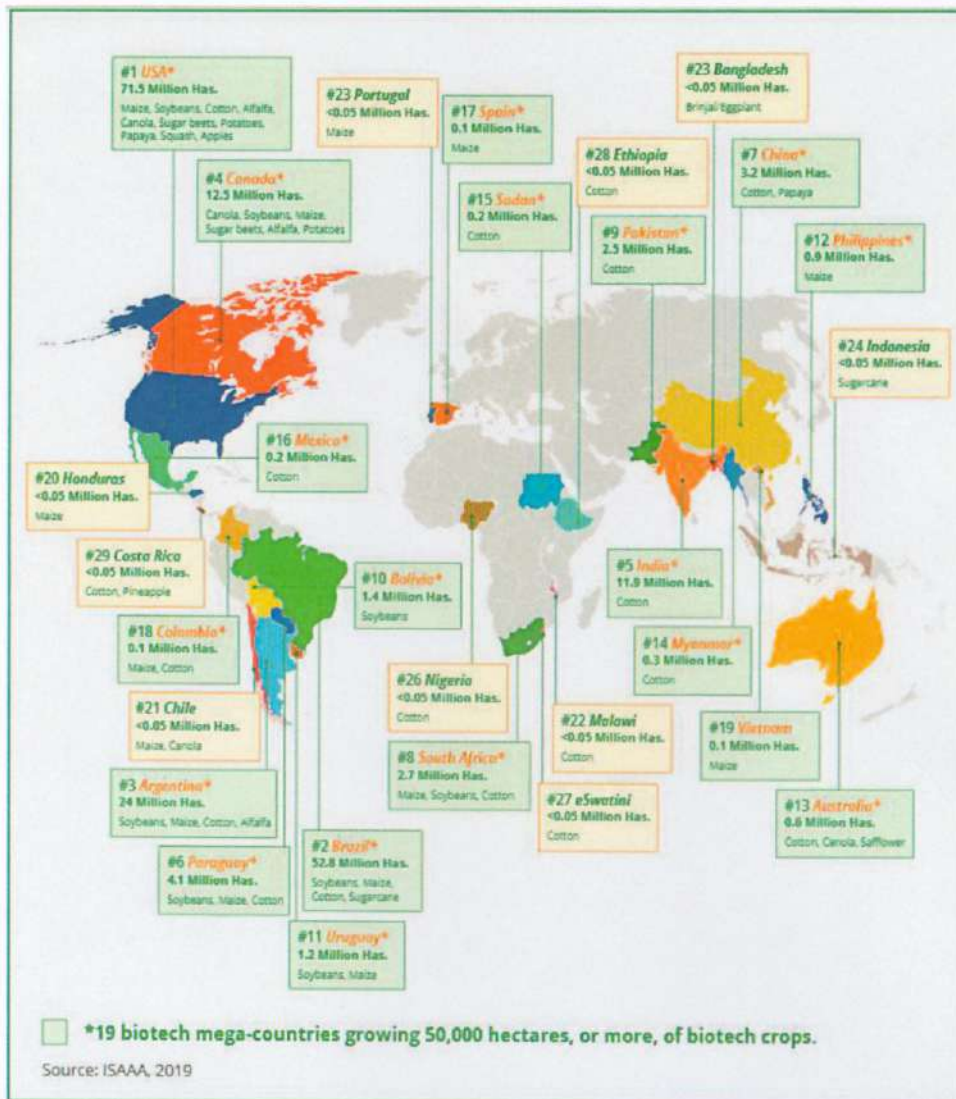 #1 USA*
71.5 Million Has.
Maize, Soybeans, Cotton, Alfalfa,
Canola, Sugar beets, Potatoes,
Papaya, Squash, Apples
#23 Portugal
<0.05 Million Has.
Maize
#17 Spain*
0.1 Million Has.
Maize
#23 Bangladesh
<0.05 Million Has.
Brinjal/Eggplant
#28 Ethiopia
<0.05 Million Has.
Cotton
#7 China*
3.2 Million Has.
Cotton, Papaya
#4 Canada*
12.5 Million Has.
Canola, Soybeans, Maize,
Sugar beets, Alfalfa, Potatoes
#15 Sudan*
0.2 Million Has.
Cotton
#9 Pakistan*
2.5 Million Has.
Cotton
#12 Philippines*
0.9 Million Has.
Maize
#24 Indonesia
<0.05 Million Has.
Sugarcane
#16 Mexico*
0.2 Million Has.
Cotton
#20 Honduras
<0.05 Million Has.
Maize
#29 Costa Rica
<0.05 Million Has.
Cotton, Pineapple
#10 Bolivia*
1.4 Million Has.
Soybeans
#5 India*
11.9 Million Has.
Cotton
#18 Colombia*
0.1 Million Has.
Maize, Cotton
#14 Myanmar*
0.3 Million Has.
Cotton
#26 Nigeria
<0.05 Million Has.
Cotton
#21 Chile
<0.05 Million Has.
Maize, Canola
#22 Malawi
<0.05 Million Has.
Cotton
#19 Vietnam
0.1 Million Has.
Maize
#8 South Africa*
2.7 Million Has.
Maize, Soybeans, Cotton
#3 Argentina*
24 Million Has.
Soybeans, Maize, Cotton, Alfalfa
#27 eSwatini
<0.05 Million Has.
Cotton
#13 Australia*
0.6 Million Has.
Cotton, Canola, Safflower
#2 Brazil*
52.8 Million Has.
Soybeans, Maize,
Cotton, Sugarcane
#6 Paraguay*
4.1 Million Has.
Soybeans, Maize, Cotton
#11 Uruguay*
1.2 Million Has.
Soybeans, Maize
*19 biotech mega-countries growing 50,000 hectares, or more, of biotech crops.
Source: ISAAA, 2019